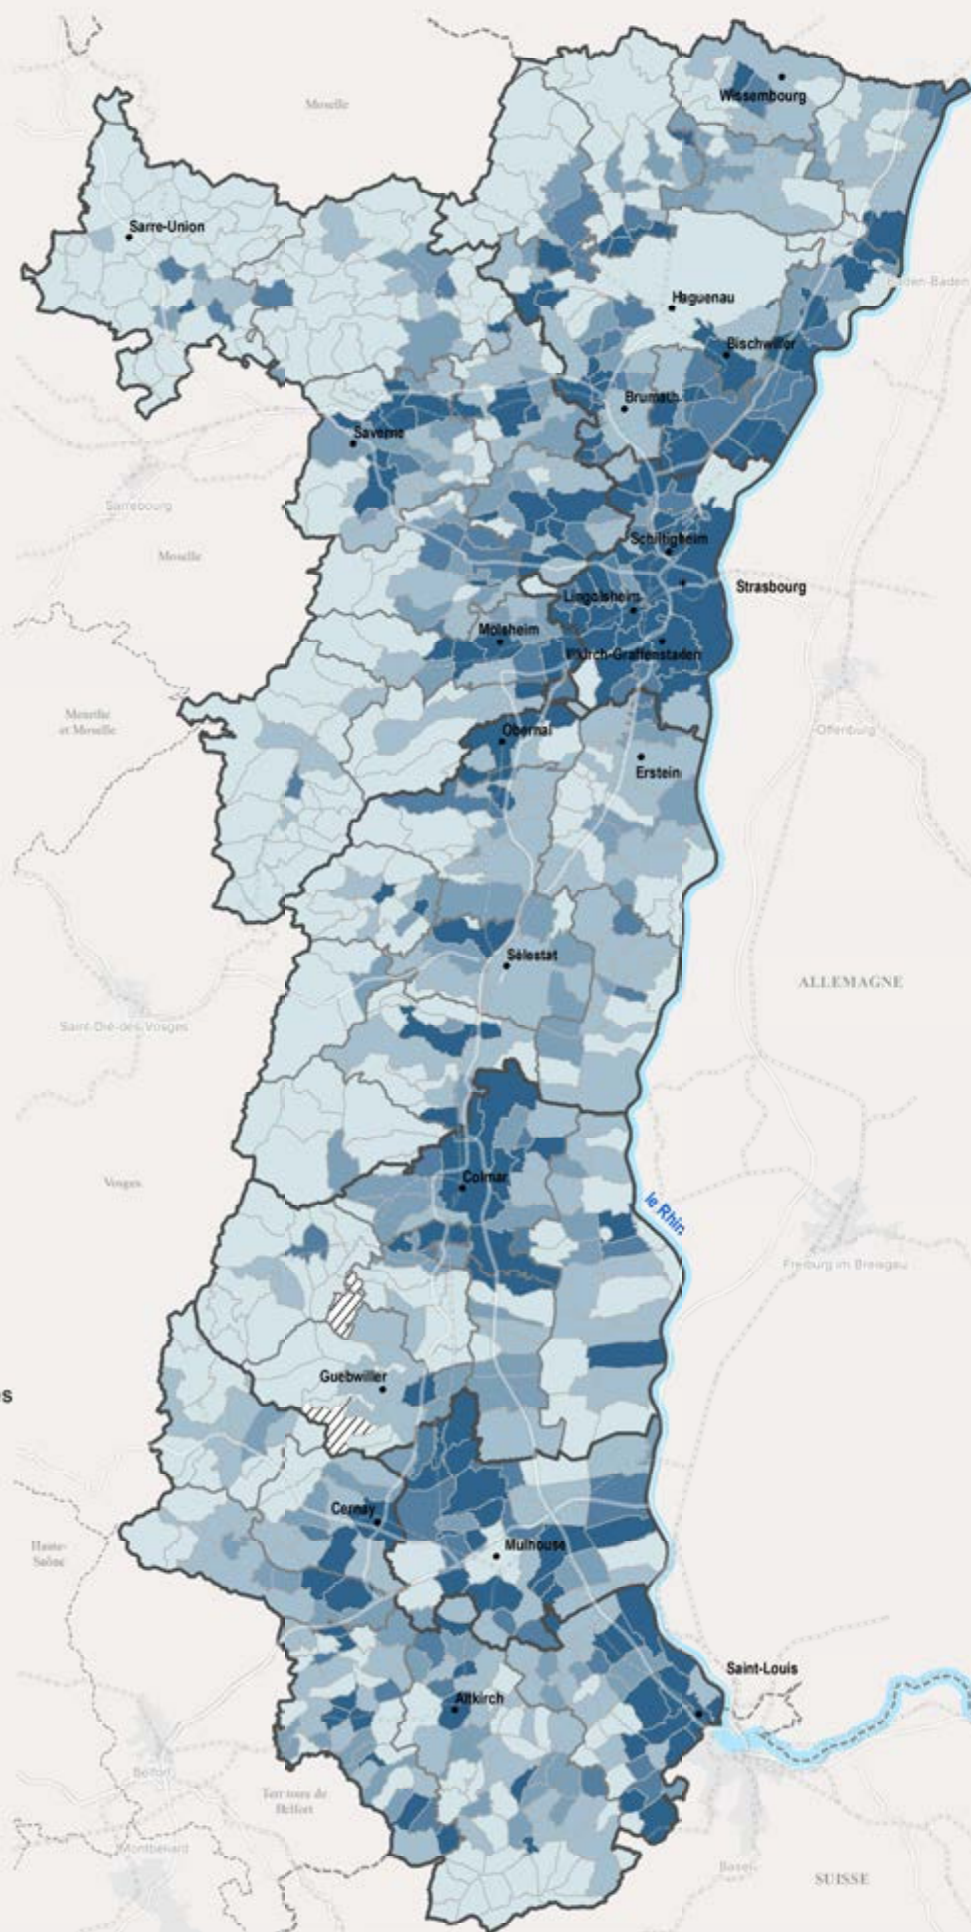 Moselle
Wissembourg
Sarre-Union
Baden-Baden
Haguenau
Bischwiller
Brumath
Saverne
Sarrebourg
Schiltigheim
Moselle
Strasbourg
Lingolsheim
Molsheim
Illkirch-Graffenstaden
Meurthe
et Moselle
Offenburg
Obernai
Erstein
Sélestat
ALLEMAGNE
Saint-Dié-des-Vosges
Colmar
Vosges
le Rhin
Freiburg im Breisgau
Guebwiller
s
Cernay
Mulhouse
Haute-
Saône
Saint-Louis
Altkirch
Belfort
Territoire de
Belfort
Montbéliard
Basel
SUISSE